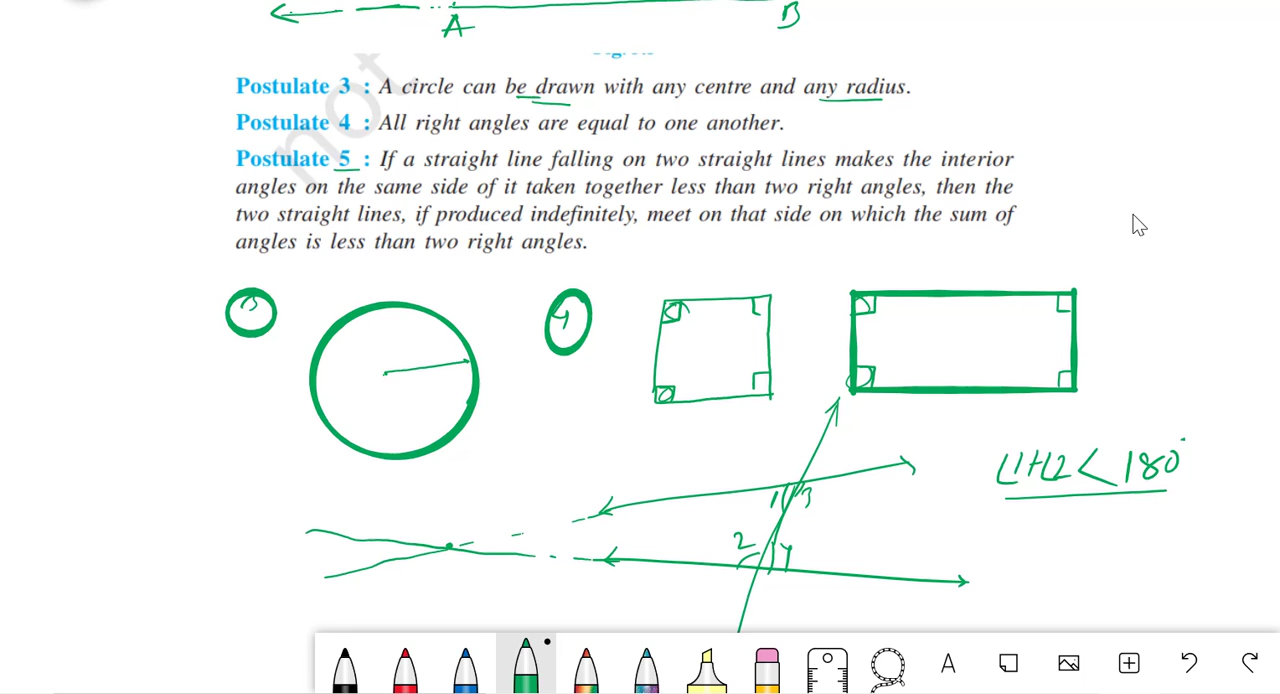 A B
Postulate 3 : A circle can be drawn with any centre and any radius.
Postulate 4 : All right angles are equal to one another.
Postulate 5 : If a straight line falling on two straight lines makes the interior
angles on the same side of it taken together less than two right angles, then the
two straight lines, if produced indefinitely, meet on that side on which the sum of
angles is less than two right angles.
not
3 4
∠1+∠2 < 180°
1 3
2 4
A